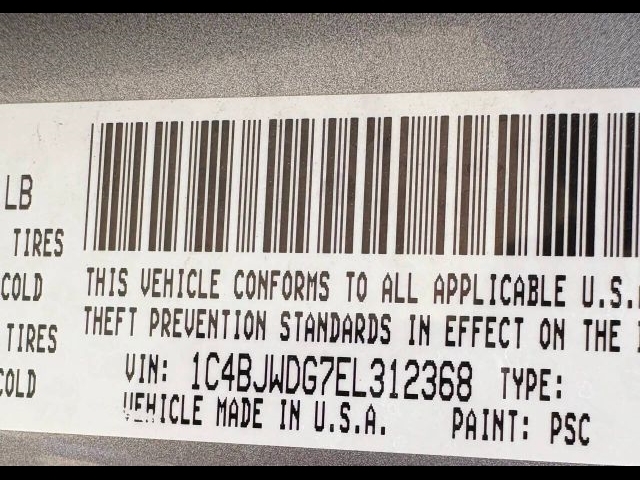 LB
TIRES
COLD
TIRES
COLD
THIS VEHICLE CONFORMS TO ALL APPLICABLE U.S.A
THEFT PREVENTION STANDARDS IN EFFECT ON THE
VIN: 1C4BJWDG7EL312368 TYPE:
VEHICLE MADE IN U.S.A. PAINT: PSC